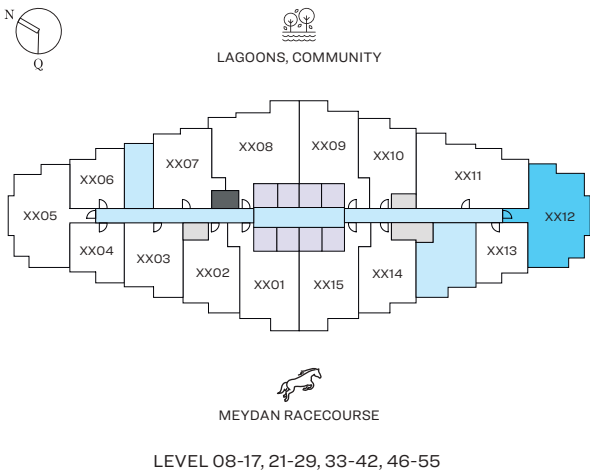 N
Q
LAGOONS, COMMUNITY
XX08 XX09
XX07 XX10
XX06 XX11
XX05 XX12
XX04 XX03 XX13
XX02 XX14
XX01 XX15
MEYDAN RACECOURSE
LEVEL 08-17, 21-29, 33-42, 46-55